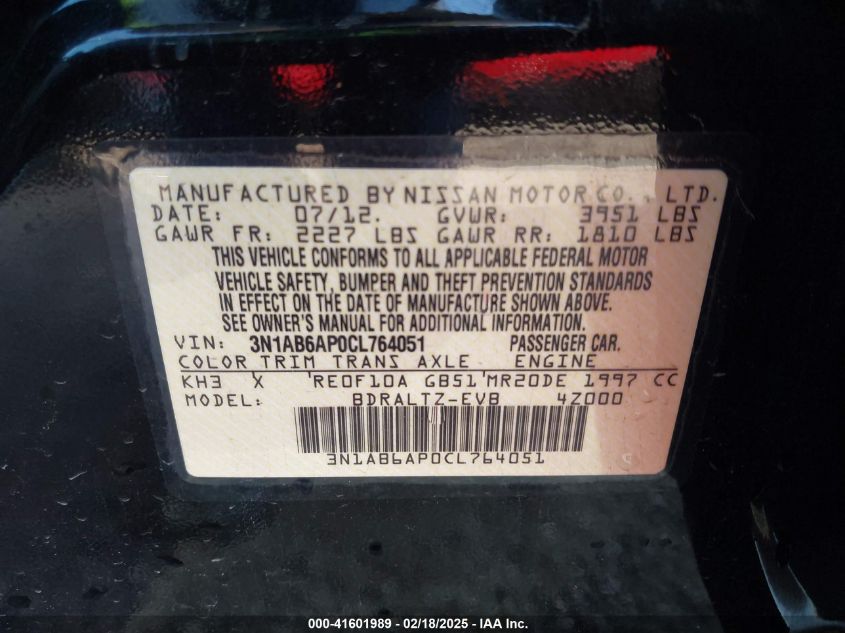 MANUFACTURED BY NISSAN MOTOR CO., LTD.
DATE: 07/12. GVWR: 3951 LBS
GAWR FR: 2227 LBS GAWR RR: 1810 LBS
THIS VEHICLE CONFORMS TO ALL APPLICABLE FEDERAL MOTOR
VEHICLE SAFETY, BUMPER AND THEFT PREVENTION STANDARDS
IN EFFECT ON THE DATE OF MANUFACTURE SHOWN ABOVE.
SEE OWNER'S MANUAL FOR ADDITIONAL INFORMATION.
VIN: 3N1AB6AP0CL764051 PASSENGER CAR.
COLOR TRIM TRANS AXLE ENGINE
KH3 X RE0F10A GB51 MR20DE 1997 CC
MODEL: BDRALTZ-EVB 4Z000
3N1AB6AP0CL764051
000-41601989 - 02/18/2025 - IAA Inc.